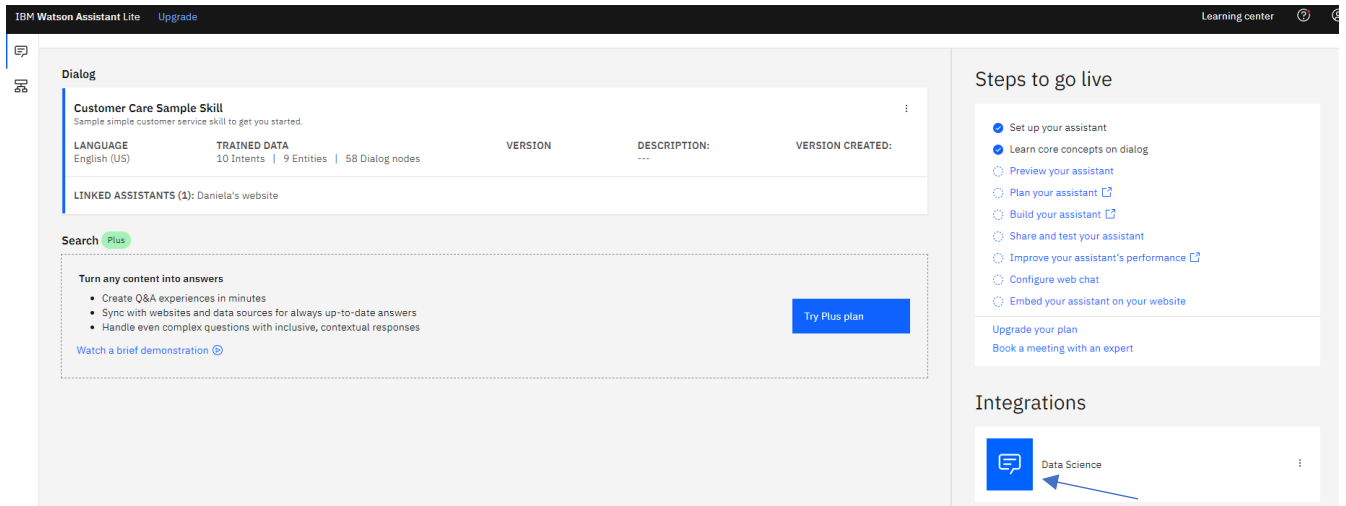 IBM Watson Assistant Lite Upgrade Learning center
Dialog
Customer Care Sample Skill
Sample simple customer service skill to get you started.
LANGUAGE TRAINED DATA VERSION DESCRIPTION: VERSION CREATED:
English (US) 10 Intents | 9 Entities | 58 Dialog nodes ---
LINKED ASSISTANTS (1): Daniela's website
Search Plus
Turn any content into answers
• Create Q&A experiences in minutes
• Sync with websites and data sources for always up-to-date answers
• Handle even complex questions with inclusive, contextual responses
Try Plus plan
Watch a brief demonstration
Steps to go live
Set up your assistant
Learn core concepts on dialog
Preview your assistant
Plan your assistant
Build your assistant
Share and test your assistant
Improve your assistant's performance
Configure web chat
Embed your assistant on your website
Upgrade your plan
Book a meeting with an expert
Integrations
Data Science